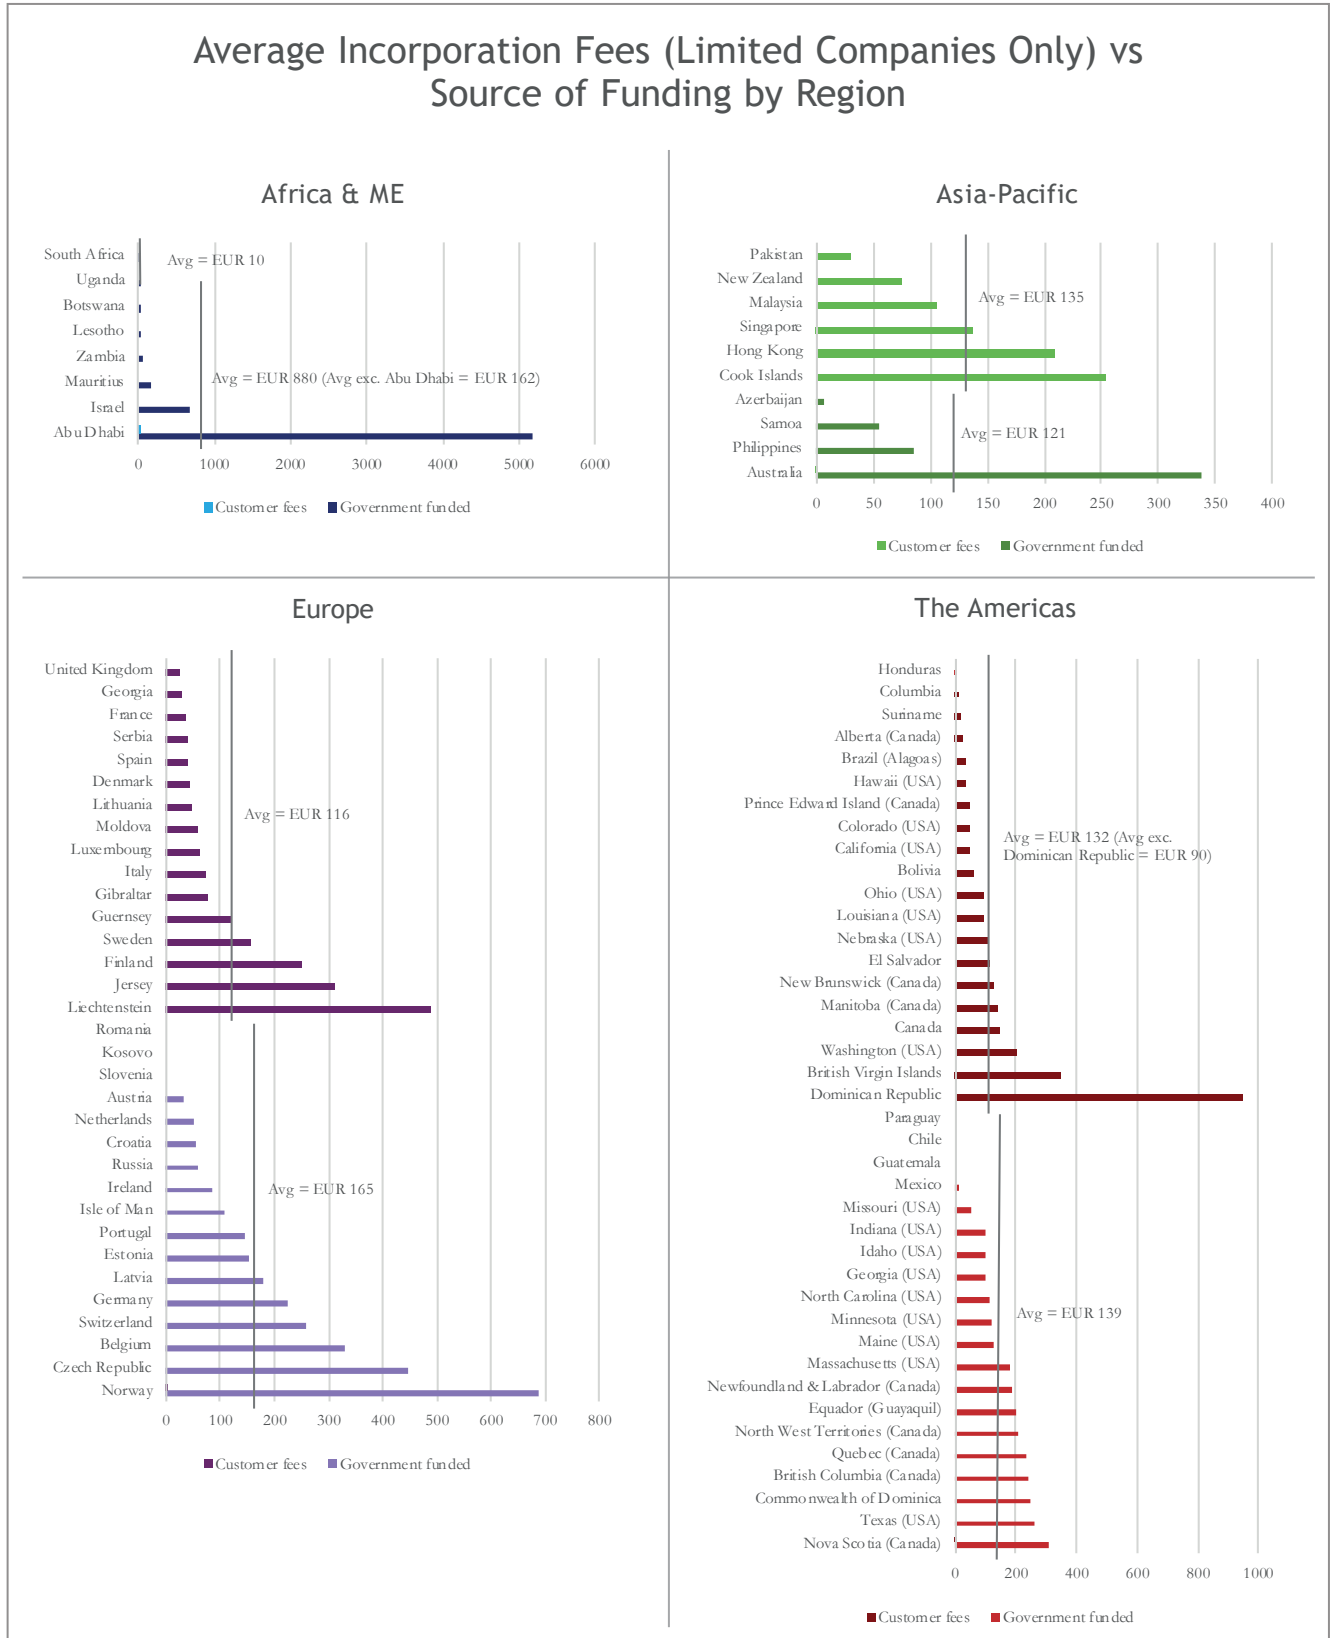 Average Incorporation Fees (Limited Companies Only) vs
Source of Funding by Region
Africa & ME
South Africa
Uganda
Botswana
Lesotho
Zambia
Mauritius
Israel
Abu Dhabi
Avg = EUR 10
Avg = EUR 880 (Avg exc. Abu Dhabi = EUR 162)
0 1000 2000 3000 4000 5000 6000
Customer fees Government funded
Asia-Pacific
Pakistan
New Zealand
Malaysia
Singapore
Hong Kong
Cook Islands
Azerbaijan
Samoa
Philippines
Australia
Avg = EUR 135
Avg = EUR 121
0 50 100 150 200 250 300 350 400
Customer fees Government funded
Europe
United Kingdom
Georgia
France
Serbia
Spain
Denmark
Lithuania
Moldova
Luxembourg
Italy
Gibraltar
Guernsey
Sweden
Finland
Jersey
Liechtenstein
Romania
Kosovo
Slovenia
Austria
Netherlands
Croatia
Russia
Ireland
Isle of Man
Portugal
Estonia
Latvia
Germany
Switzerland
Belgium
Czech Republic
Norway
Avg = EUR 116
Avg = EUR 165
0 100 200 300 400 500 600 700 800
Customer fees Government funded
The Americas
Honduras
Columbia
Suriname
Alberta (Canada)
Brazil (Alagoas)
Hawaii (USA)
Prince Edward Island (Canada)
Colorado (USA)
California (USA)
Bolivia
Ohio (USA)
Louisiana (USA)
Nebraska (USA)
El Salvador
New Brunswick (Canada)
Manitoba (Canada)
Canada
Washington (USA)
British Virgin Islands
Dominican Republic
Paraguay
Chile
Guatemala
Mexico
Missouri (USA)
Indiana (USA)
Idaho (USA)
Georgia (USA)
North Carolina (USA)
Minnesota (USA)
Maine (USA)
Massachusetts (USA)
Newfoundland & Labrador (Canada)
Equador (Guayaquil)
North West Territories (Canada)
Quebec (Canada)
British Columbia (Canada)
Commonwealth of Dominica
Texas (USA)
Nova Scotia (Canada)
Avg = EUR 132 (Avg exc.
Dominican Republic = EUR 90)
Avg = EUR 139
0 200 400 600 800 1000
Customer fees Government funded